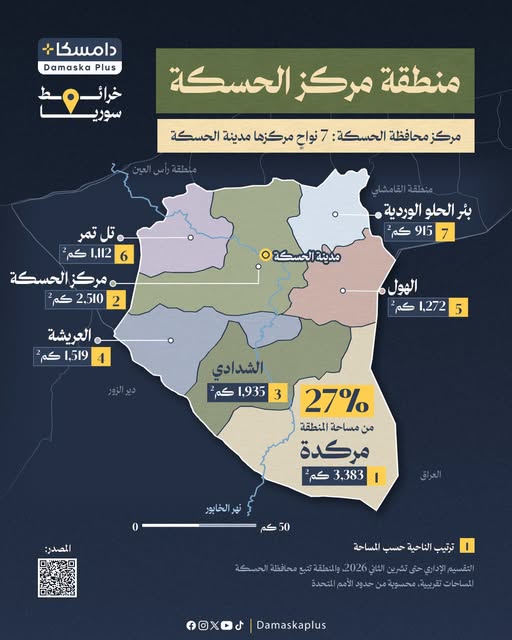 دامسكا+
Damaska Plus
خرائط
سوريا
منطقة مركز الحسكة
مركز محافظة الحسكة: 7 نواحٍ مركزها مدينة الحسكة
منطقة رأس العين
منطقة القامشلي
بئر الحلو الوردية
7 915 كم²
تل تمر
6 1,112 كم²
مدينة الحسكة
مركز الحسكة
2 2,510 كم²
الهول
5 1,272 كم²
العريشة
4 1,519 كم²
الشدادي
3 1,935 كم²
دير الزور
27%
من مساحة المنطقة
مركدة
1 3,383 كم²
العراق
نهر الخابور
0 50 كم
1 ترتيب الناحية حسب المساحة
التقسيم الإداري حتى تشرين الثاني 2026، والمنطقة تتبع محافظة الحسكة
المساحات تقريبية، محسوبة من حدود الأمم المتحدة
المصدر:
Damaskaplus